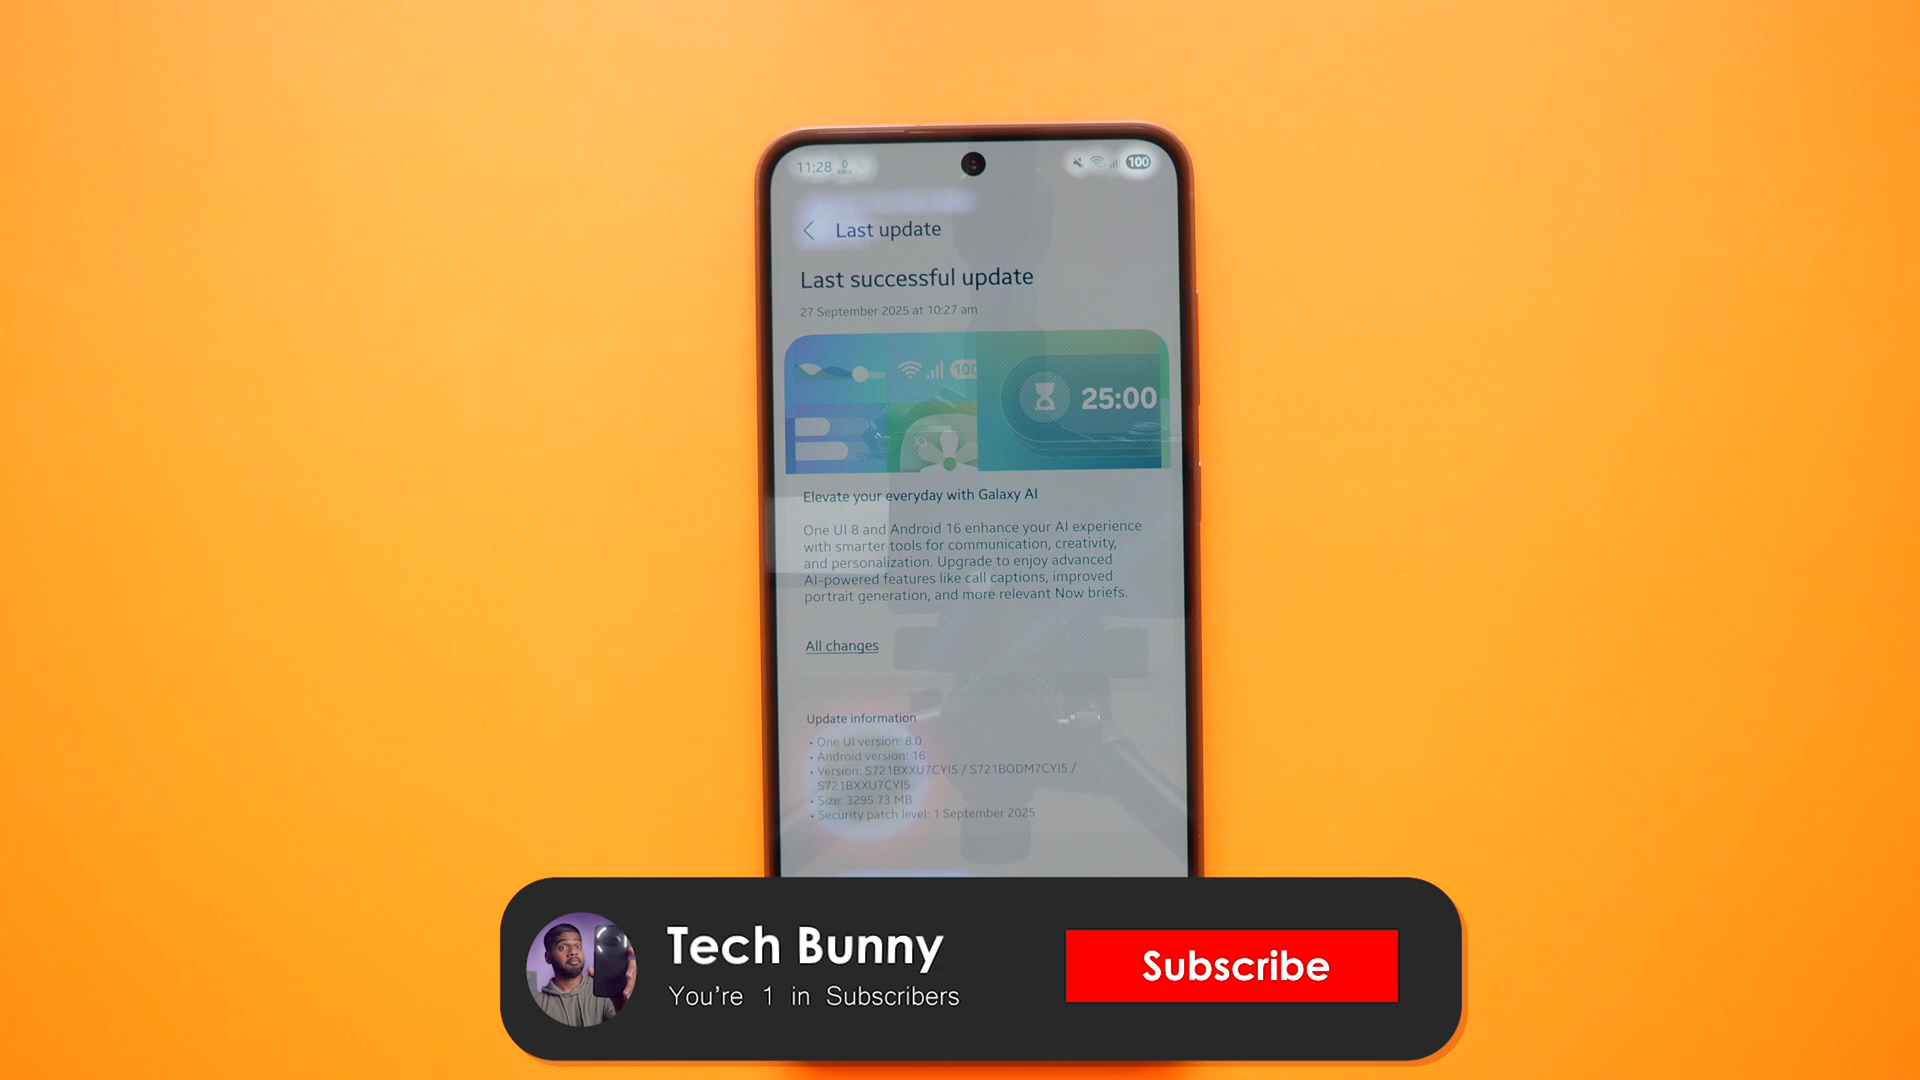 11:28 0 KB/s
100
Last update
Last successful update
27 September 2025 at 10:27 am
100
25:00
Elevate your everyday with Galaxy AI
One UI 8 and Android 16 enhance your AI experience
with smarter tools for communication, creativity,
and personalization. Upgrade to enjoy advanced
AI-powered features like call captions, improved
portrait generation, and more relevant Now briefs.
All changes
Update information
• One UI version: 8.0
• Android version: 16
• Version: S721BXXU7CYI5 / S721BODM7CYI5 /
S721BXXU7CYI5
• Size: 3295.73 MB
• Security patch level: 1 September 2025
Tech Bunny
You're 1 in Subscribers
Subscribe